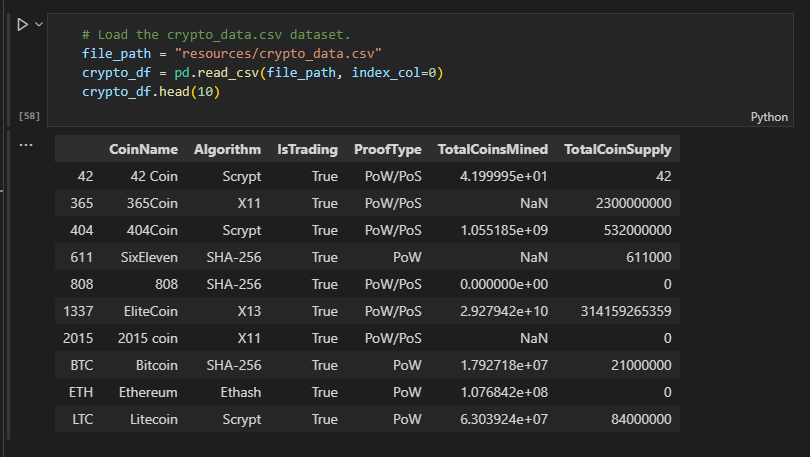 # Load the crypto_data.csv dataset.
file_path = "resources/crypto_data.csv"
crypto_df = pd.read_csv(file_path, index_col=0)
crypto_df.head(10)
[58]
Python
...
CoinName Algorithm IsTrading ProofType TotalCoinsMined TotalCoinSupply
42 42 Coin Scrypt True PoW/PoS 4.199995e+01 42
365 365Coin X11 True PoW/PoS NaN 2300000000
404 404Coin Scrypt True PoW/PoS 1.055185e+09 532000000
611 SixEleven SHA-256 True PoW NaN 611000
808 808 SHA-256 True PoW/PoS 0.000000e+00 0
1337 EliteCoin X13 True PoW/PoS 2.927942e+10 314159265359
2015 2015 coin X11 True PoW/PoS NaN 0
BTC Bitcoin SHA-256 True PoW 1.792718e+07 21000000
ETH Ethereum Ethash True PoW 1.076842e+08 0
LTC Litecoin Scrypt True PoW 6.303924e+07 84000000